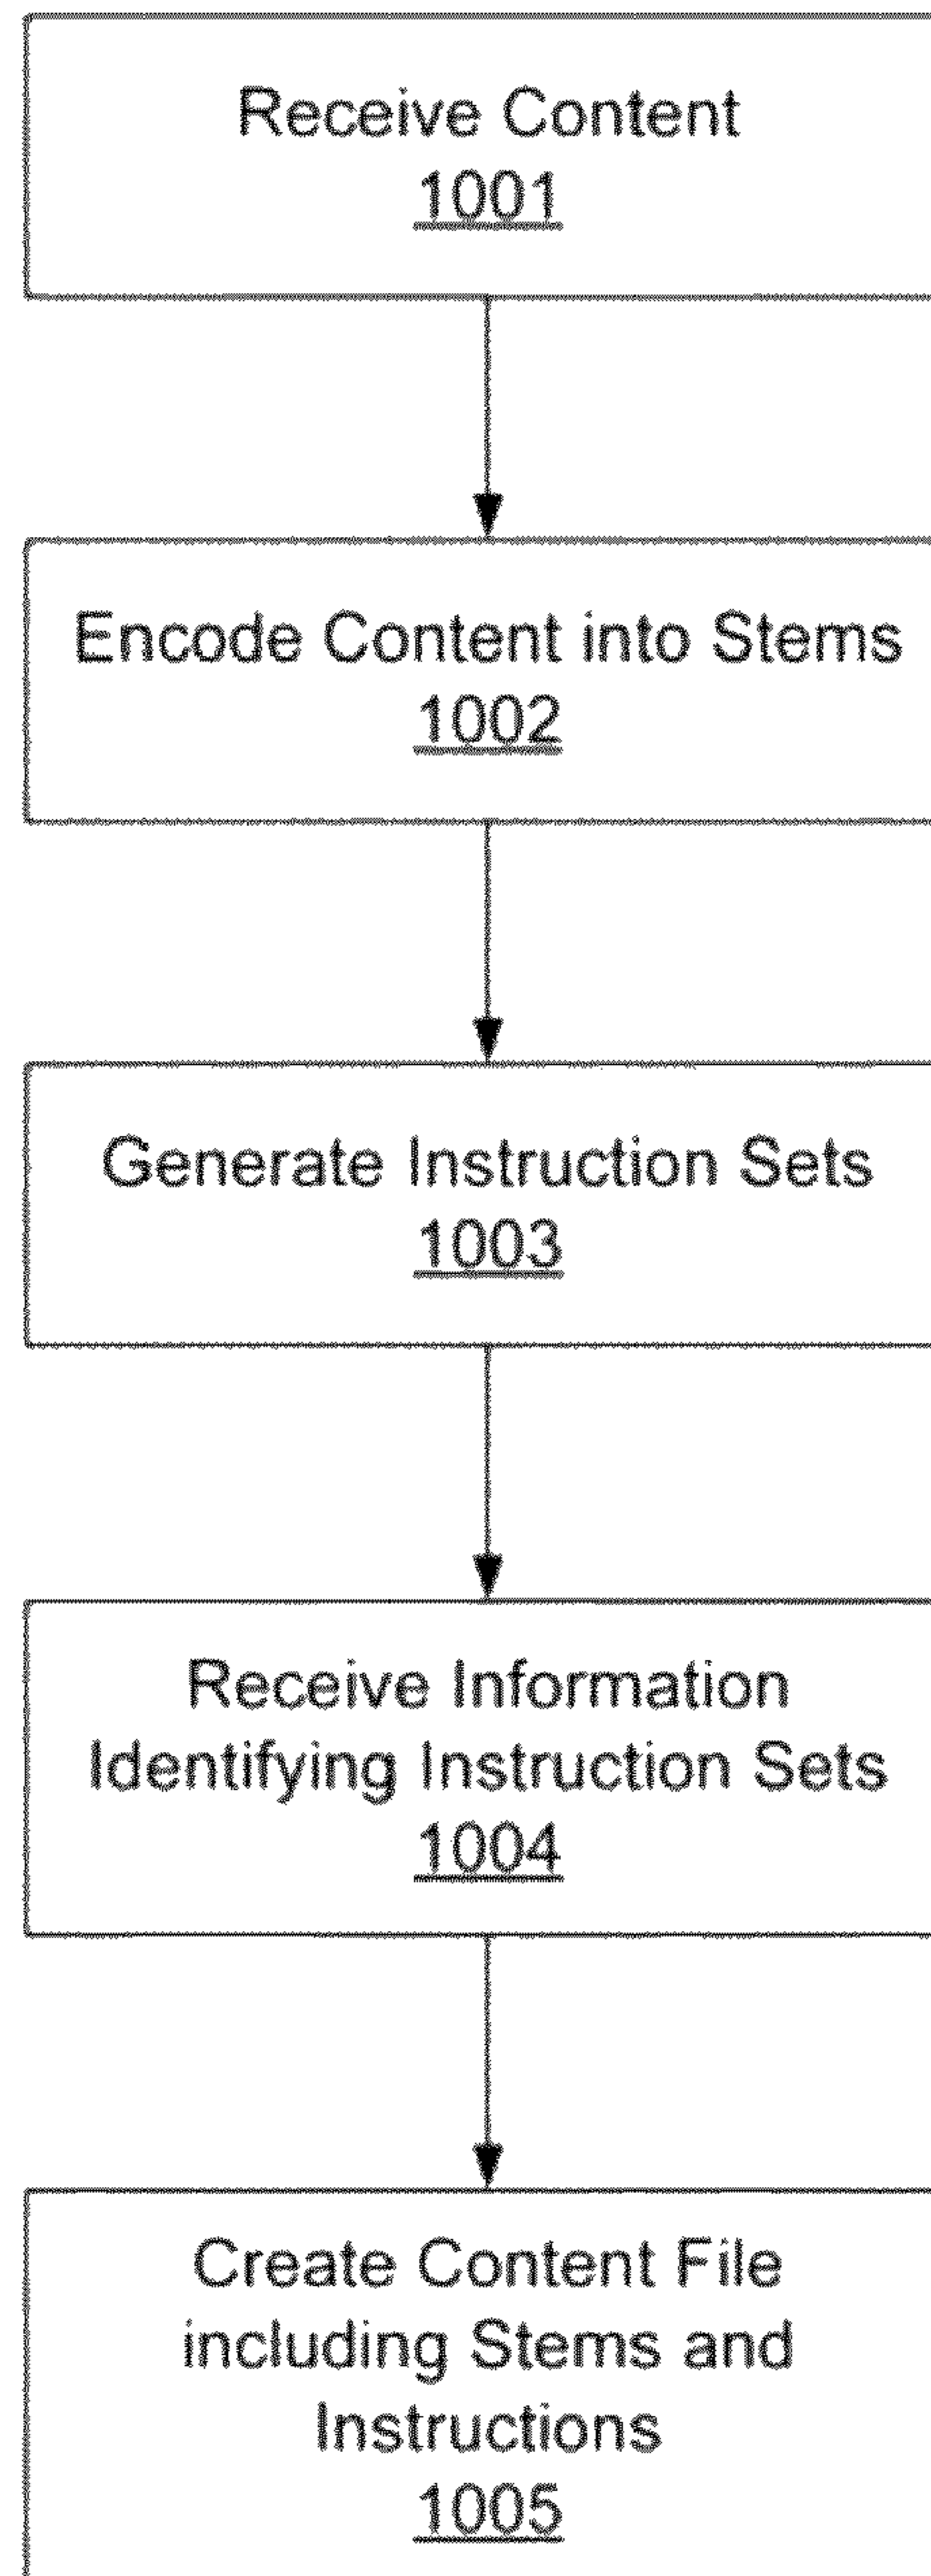 Receive Content
1001
Encode Content into Stems
1002
Generate Instruction Sets
1003
Receive Information
Identifying Instruction Sets
1004
Create Content File
including Stems and
Instructions
1005